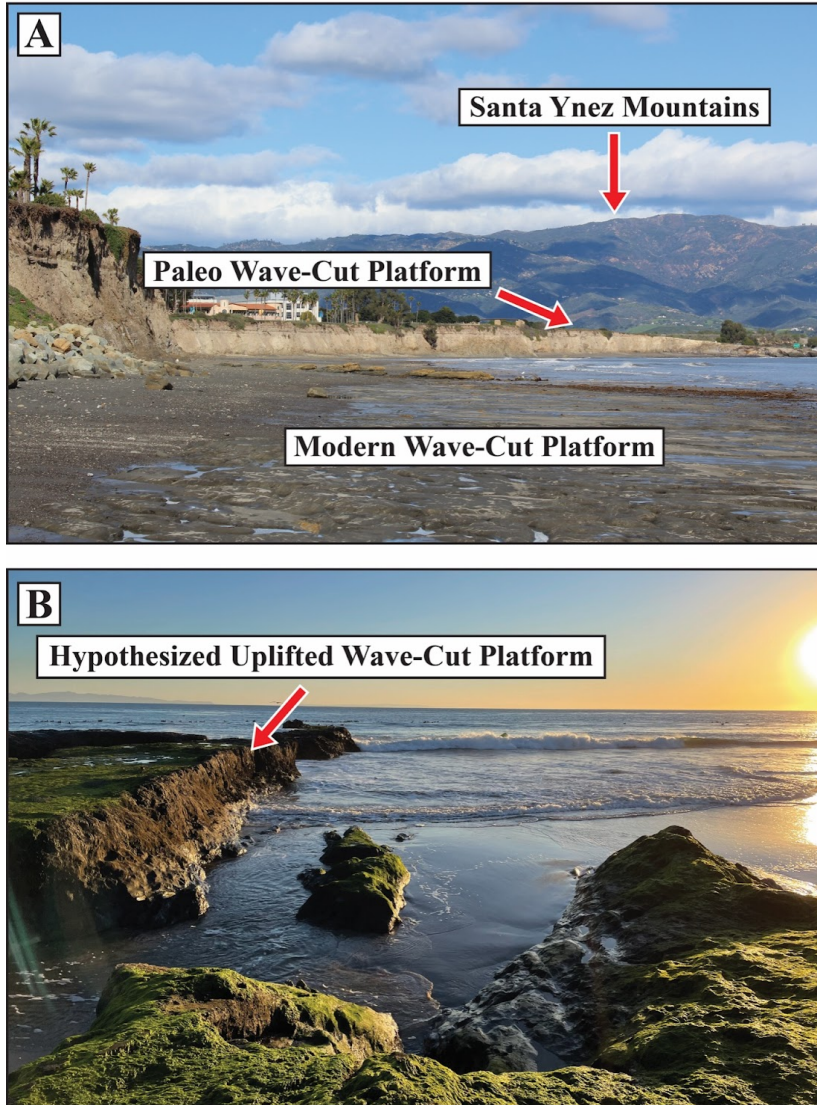 A
Santa Ynez Mountains
Paleo Wave-Cut Platform
Modern Wave-Cut Platform
B
Hypothesized Uplifted Wave-Cut Platform